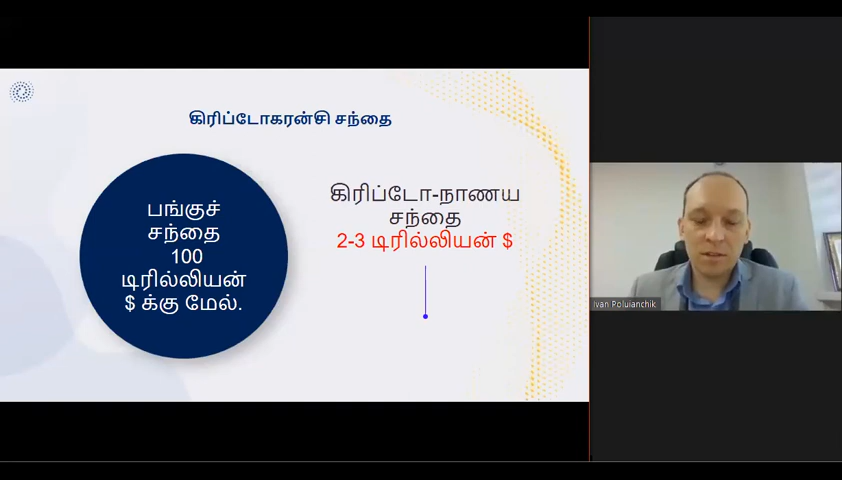 கிரிப்டோகரன்சி சந்தை
பங்குச்
சந்தை
100
டிரில்லியன்
$ க்கு மேல்.
கிரிப்டோ-நாணய
சந்தை
2-3 டிரில்லியன் $
Ivan Poluianchik